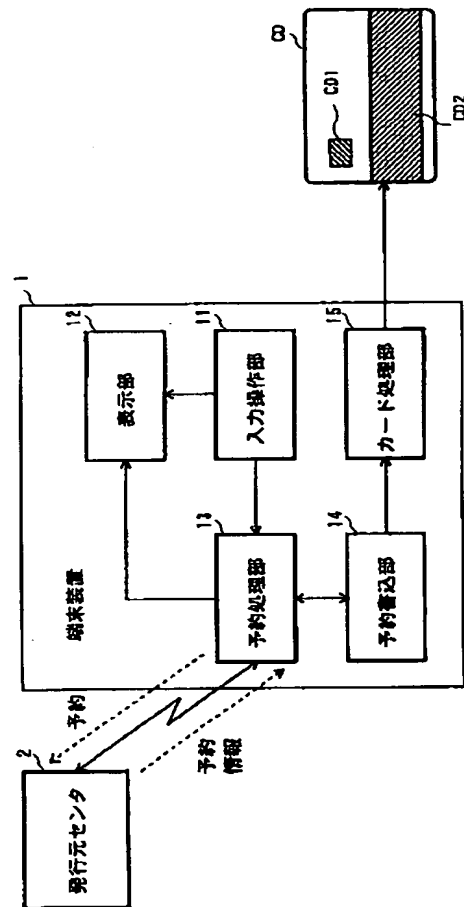 発行元センタ
2
予約
予約
情報
1
端末装置
表示部
12
入力操作部
11
予約処理部
13
予約書込部
14
カード処理部
15
CD
CD1
CD2